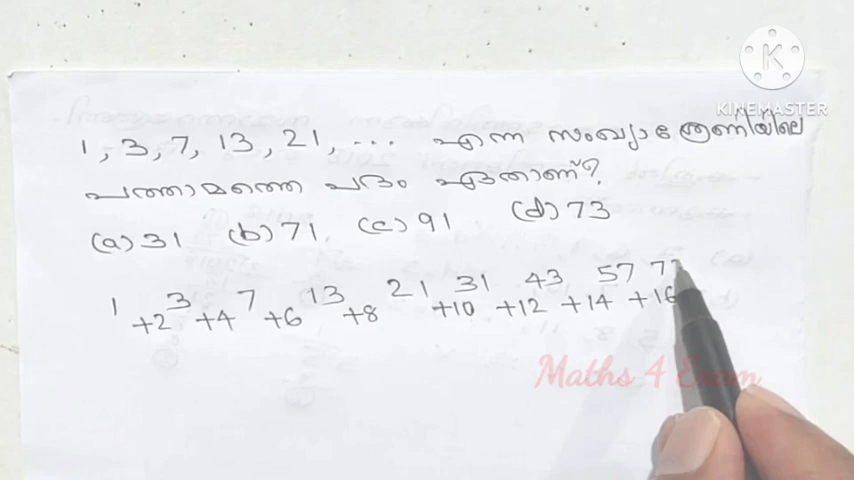 KINEMASTER
1, 3, 7, 13, 21, ... എന്ന സംഖ്യാശ്രേണിയിലെ
പത്താമത്തെ പദം ഏതാണ്?
(a) 31 (b) 71 (c) 91 (d) 73
1 3 7 13 21 31 43 57
+2 +4 +6 +8 +10 +12 +14 +16
Maths 4 Exam